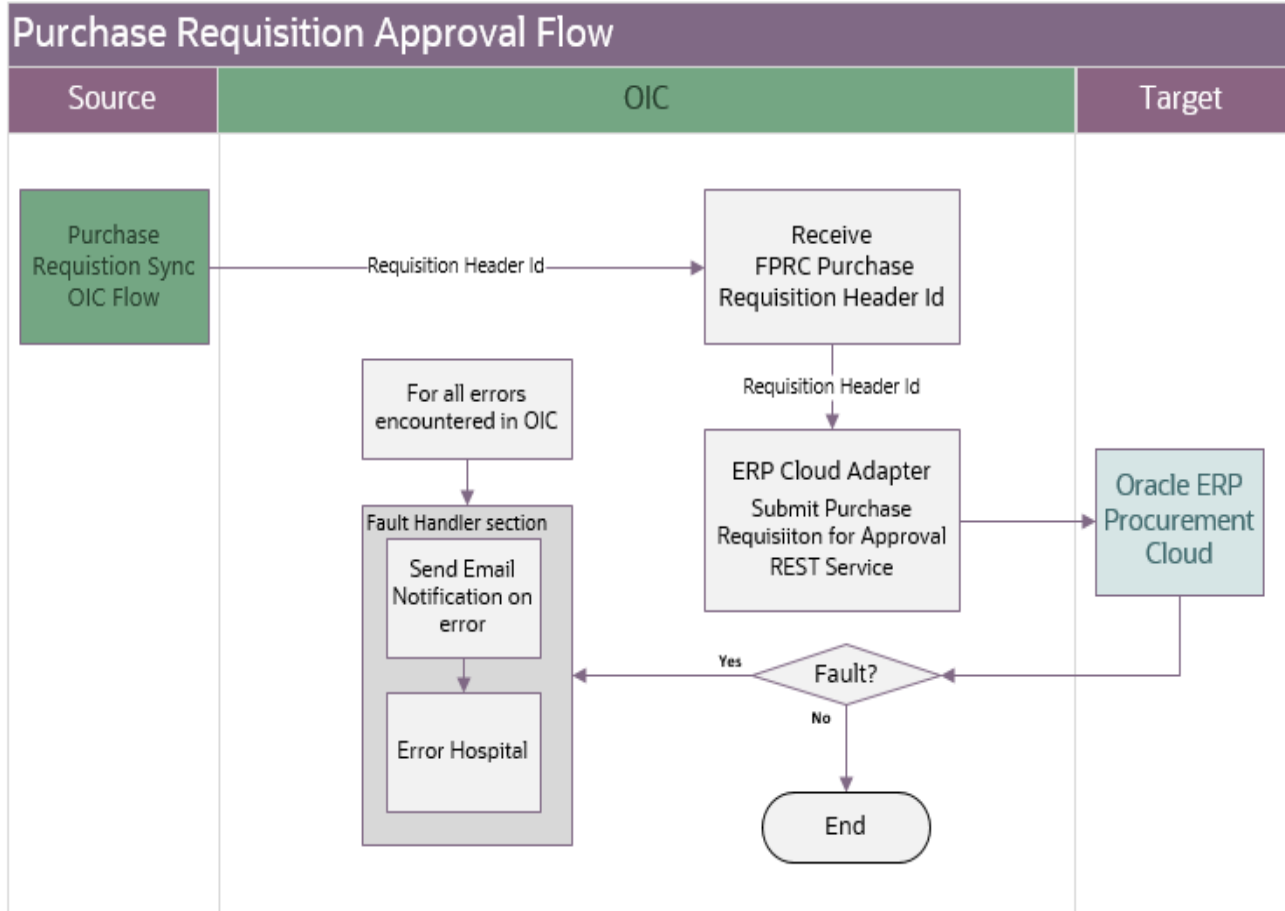 Purchase Requisition Approval Flow
Source
OIC
Target
Purchase
Requistion Sync
OIC Flow
Requisition Header Id
Receive
FPRC Purchase
Requisition Header Id
Requisition Header Id
For all errors
encountered in OIC
ERP Cloud Adapter
Submit Purchase
Requisiiton for Approval
REST Service
Oracle ERP
Procurement
Cloud
Fault Handler section
Send Email
Notification on
error
Error Hospital
Yes
Fault?
No
End